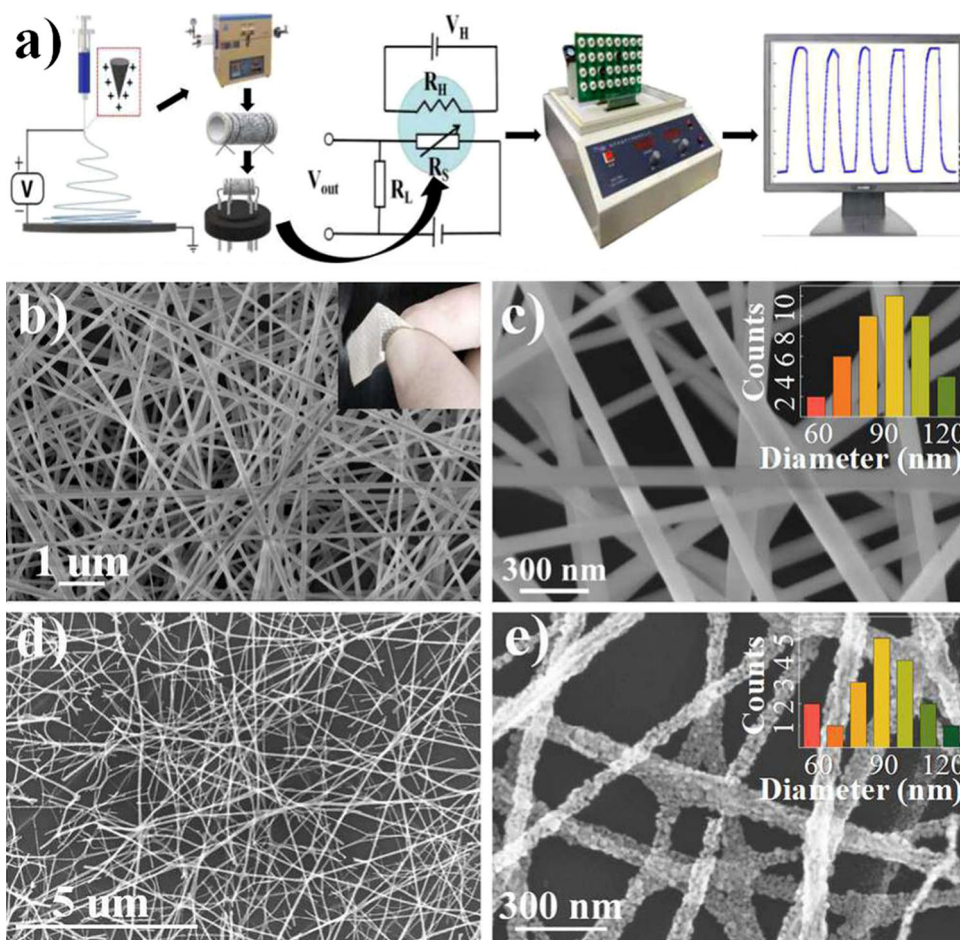 a)
+
V
−
V_H
R_H
R_S
V_out
R_L
b)
1 um
c)
Counts
2 4 6 8 10
60 90 120
Diameter (nm)
300 nm
d)
5 um
e)
Counts
1 2 3 4 5
60 90 120
Diameter (nm)
300 nm